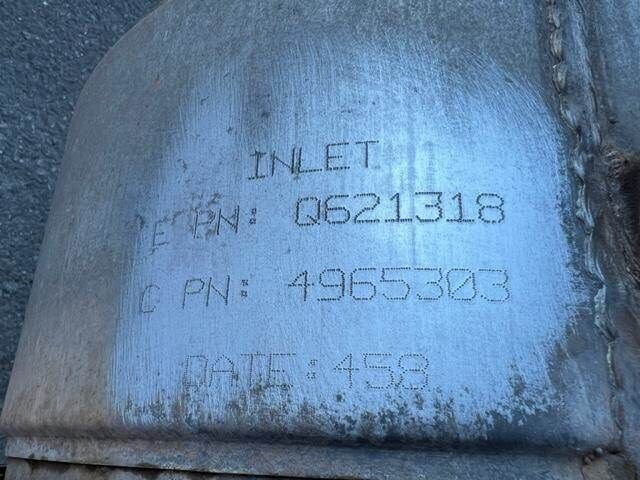 INLET
E PN: Q621318
C PN: 4965303
DATE:458